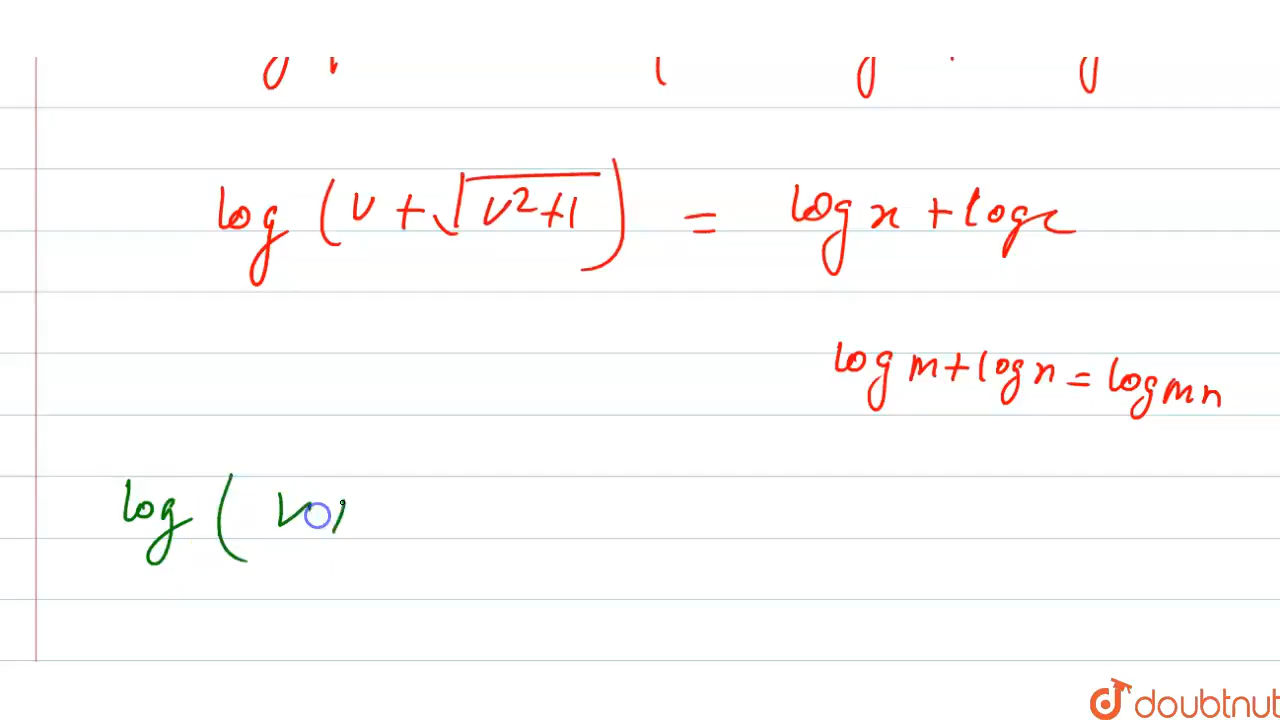 log (v + √(v²+1)) = log x + log c
log m + log n = log mn
log ( v
doubtnut